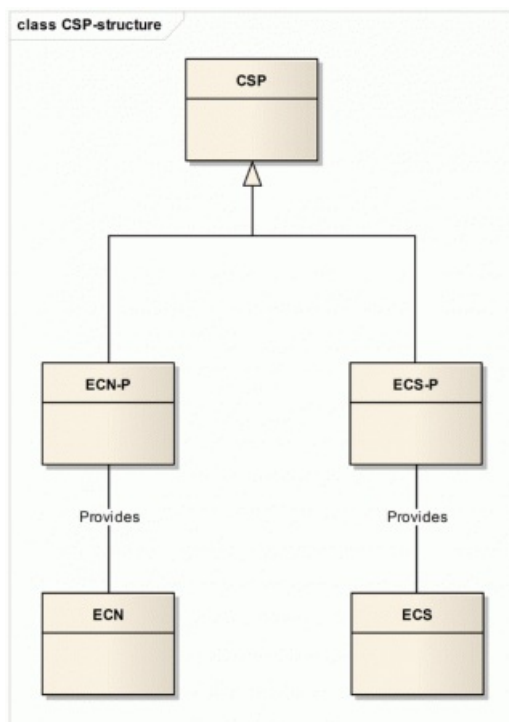 class CSP-structure
CSP
ECN-P
ECS-P
Provides
Provides
ECN
ECS